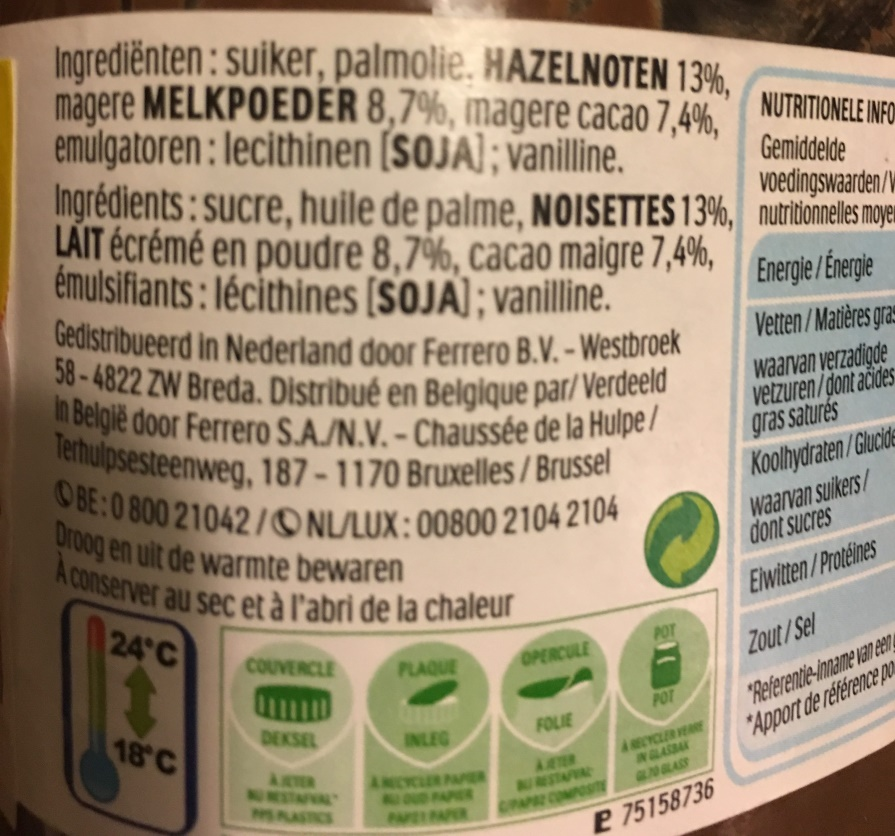 Ingrediënten : suiker, palmolie, HAZELNOTEN 13%,
magere MELKPOEDER 8,7%, magere cacao 7,4%,
emulgatoren : lecithinen [SOJA] ; vanilline.
Ingrédients : sucre, huile de palme, NOISETTES 13%,
LAIT écrémé en poudre 8,7%, cacao maigre 7,4%,
émulsifiants : lécithines [SOJA] ; vanilline.
Gedistribueerd in Nederland door Ferrero B.V. - Westbroek
58 - 4822 ZW Breda. Distribué en Belgique par/ Verdeeld
in België door Ferrero S.A./N.V. - Chaussée de la Hulpe /
Terhulpsesteenweg, 187 - 1170 Bruxelles / Brussel
BE : 0 800 21042 / NL/LUX : 00800 2104 2104
Droog en uit de warmte bewaren
À conserver au sec et à l'abri de la chaleur
24°C
18°C
COUVERCLE
DEKSEL
À JETER
BIJ RESTAFVAL*
PP5 PLASTICS
PLAQUE
INLEG
À RECYCLER PAPIER
BIJ OUD PAPIER
PAP21 PAPER
OPERCULE
FOLIE
À JETER
BIJ RESTAFVAL*
C/PAP82 COMPOSITE
POT
POT
À RECYCLER VERRE
IN GLASBAK
GL70 GLASS
e 75158736
NUTRITIONELE INFO
Gemiddelde
voedingswaarden / V
nutritionnelles moye
Energie / Énergie
Vetten / Matières gras
waarvan verzadigde
vetzuren / dont acides
gras saturés
Koolhydraten / Glucide
waarvan suikers /
dont sucres
Eiwitten / Protéines
Zout / Sel
*Referentie-inname van een
*Apport de référence po